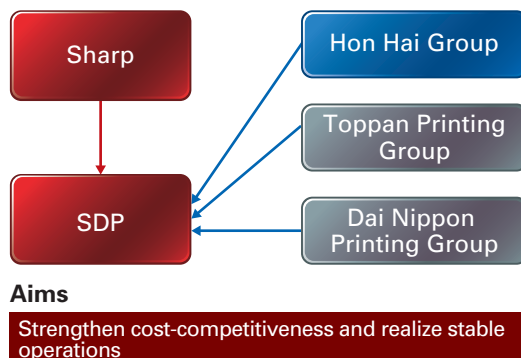 Sharp
Hon Hai Group
Toppan Printing
Group
SDP
Dai Nippon
Printing Group
Aims
Strengthen cost-competitiveness and realize stable
operations